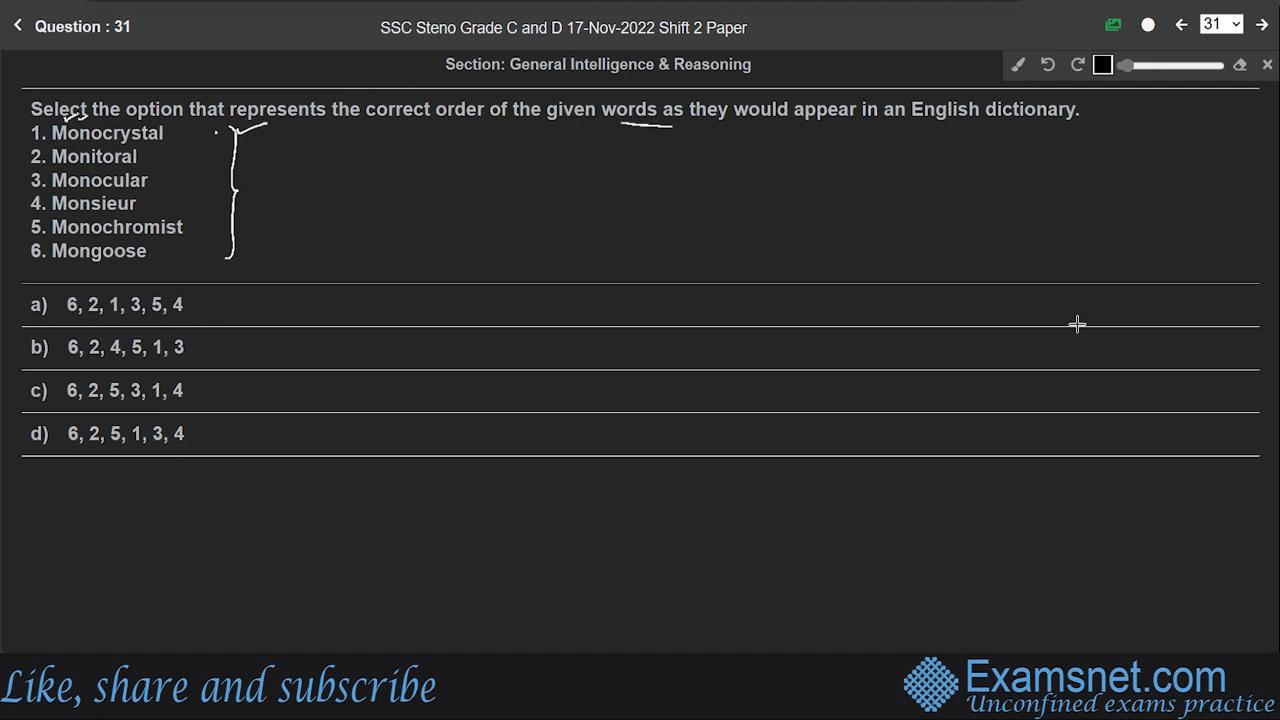 Question : 31
SSC Steno Grade C and D 17-Nov-2022 Shift 2 Paper
31
Section: General Intelligence & Reasoning
Select the option that represents the correct order of the given words as they would appear in an English dictionary.
1. Monocrystal
2. Monitoral
3. Monocular
4. Monsieur
5. Monochromist
6. Mongoose
a) 6, 2, 1, 3, 5, 4
b) 6, 2, 4, 5, 1, 3
c) 6, 2, 5, 3, 1, 4
d) 6, 2, 5, 1, 3, 4
Like, share and subscribe
Examsnet.com
Unconfined exams practice